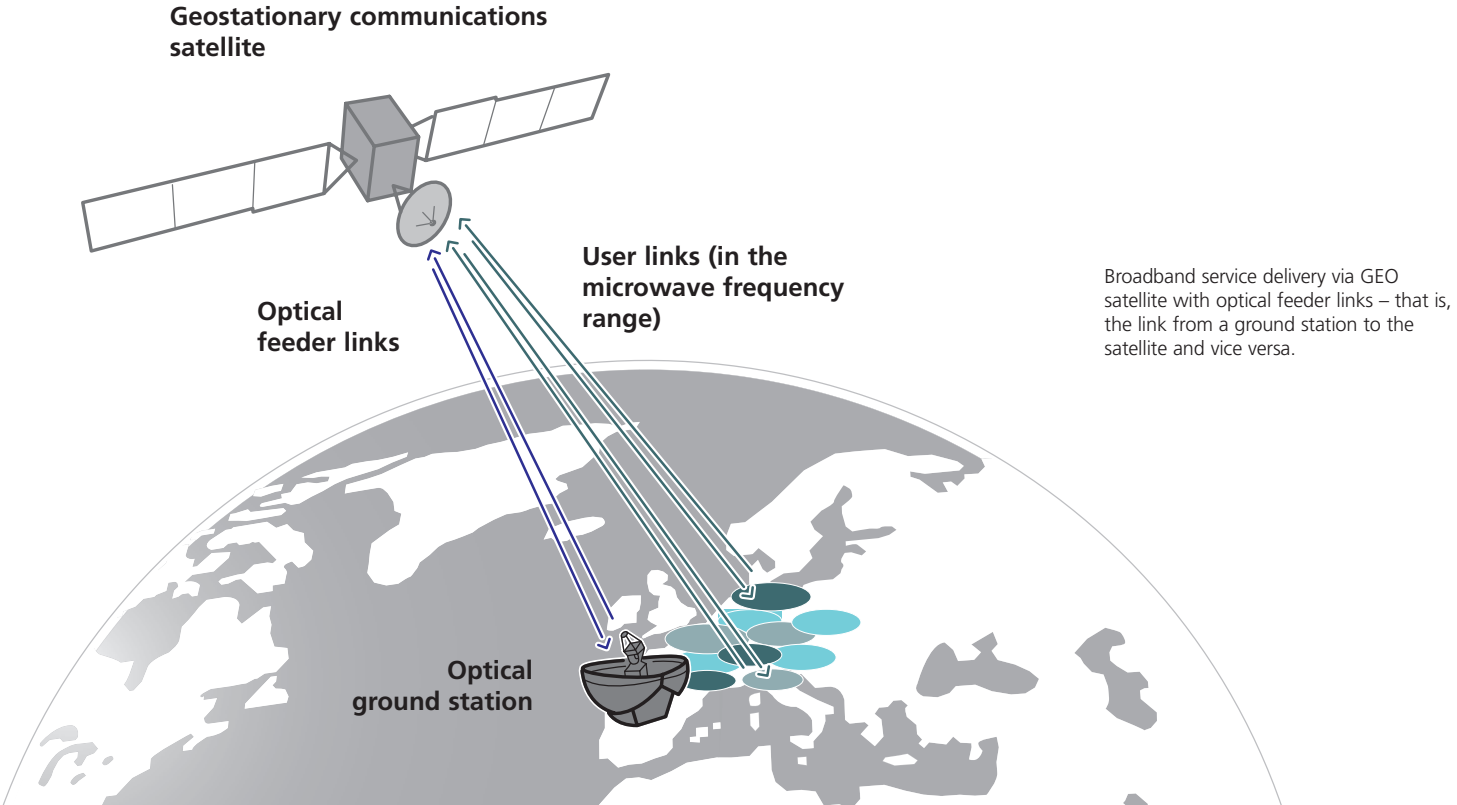 Geostationary communications
satellite
User links (in the
microwave frequency
range)
Broadband service delivery via GEO
satellite with optical feeder links – that is,
the link from a ground station to the
satellite and vice versa.
Optical
feeder links
Optical
ground station